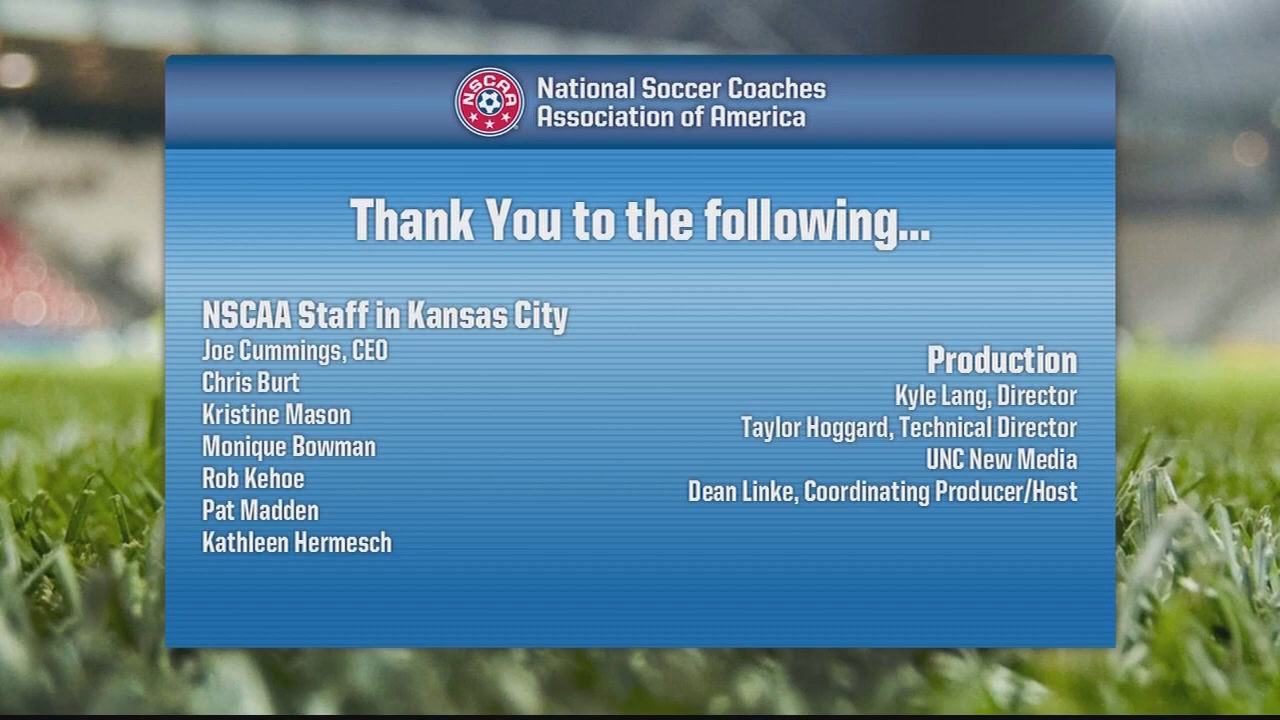 NSCAA
National Soccer Coaches
Association of America
Thank You to the following...
NSCAA Staff in Kansas City
Joe Cummings, CEO
Chris Burt
Kristine Mason
Monique Bowman
Rob Kehoe
Pat Madden
Kathleen Hermesch
Production
Kyle Lang, Director
Taylor Hoggard, Technical Director
UNC New Media
Dean Linke, Coordinating Producer/Host